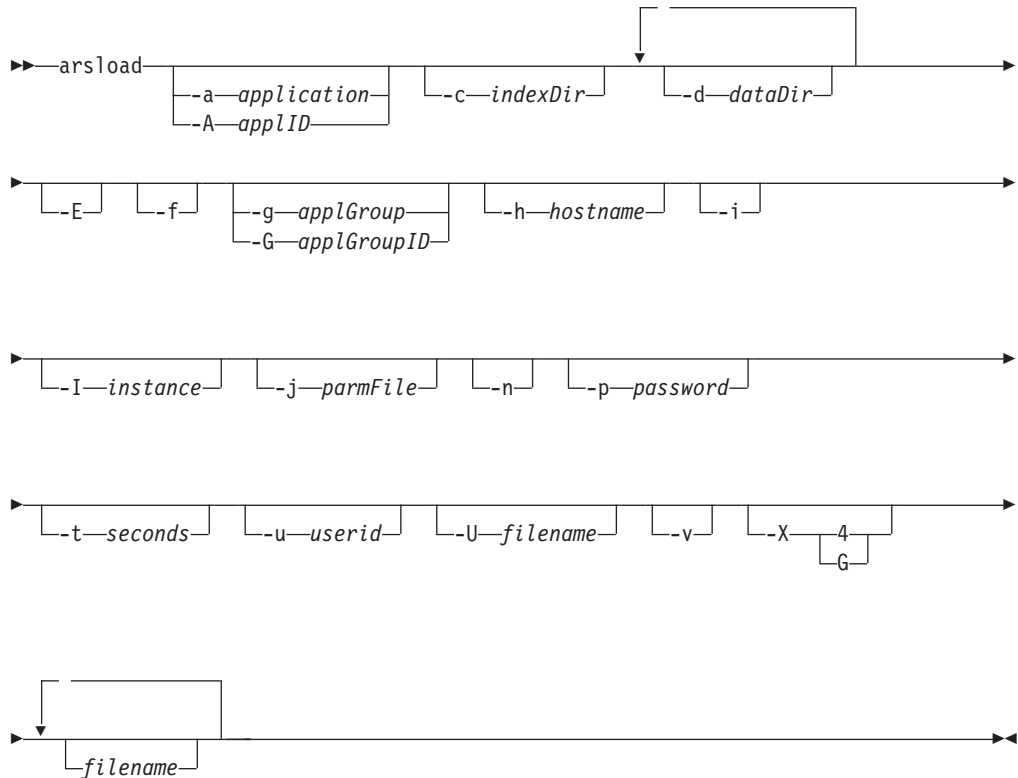 arsload
-a application
-A applID
-c indexDir
-d dataDir
-E
-f
-g applGroup
-G applGroupID
-h hostname
-i
-I instance
-j parmFile
-n
-p password
-t seconds
-u userid
-U filename
-v
-X 4
G
filename